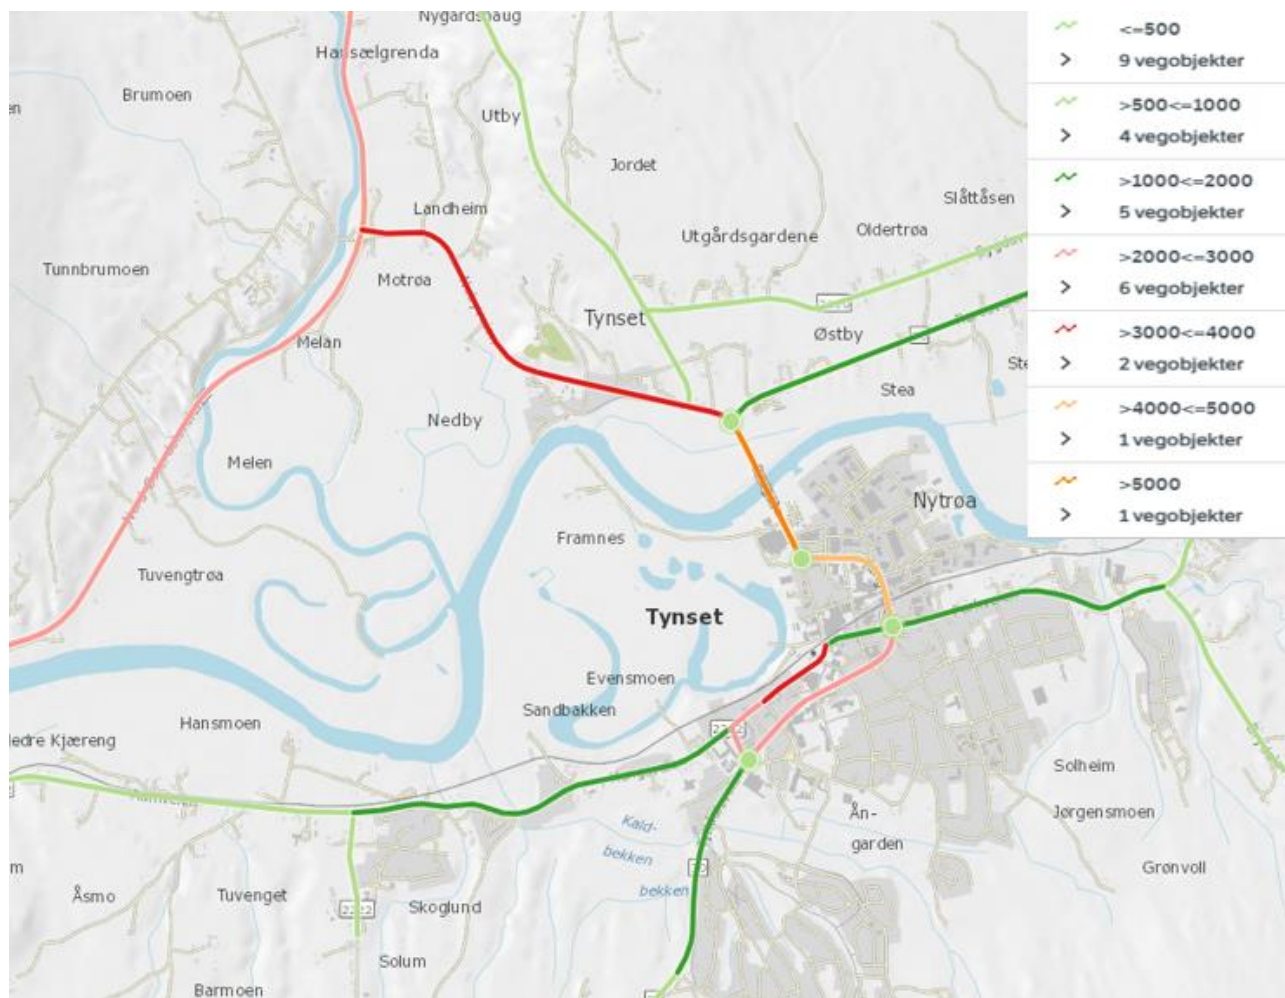 Nygardshaug
Hansælgrenda
Brumoen
Utby
Jordet
Landheim
Slåttåsen
Utgårdsgardene
Oldertrøa
Tunnbrumoen
Motrøa
Tynset
Østby
Melan
Stea
Nedby
Melen
Nytrøa
Framnes
Tuvengtrøa
Tynset
Evensmoen
Sandbakken
Hansmoen
edre Kjæreng
Solheim
Jørgensmoen
Ån-
garden
Kald-
bekken
bekken
Grønvoll
Åsmo
Tuvenget
2222
Skoglund
Solum
Barmoen
<=500
9 vegobjekter
>500<=1000
4 vegobjekter
>1000<=2000
5 vegobjekter
>2000<=3000
6 vegobjekter
>3000<=4000
2 vegobjekter
>4000<=5000
1 vegobjekter
>5000
1 vegobjekter